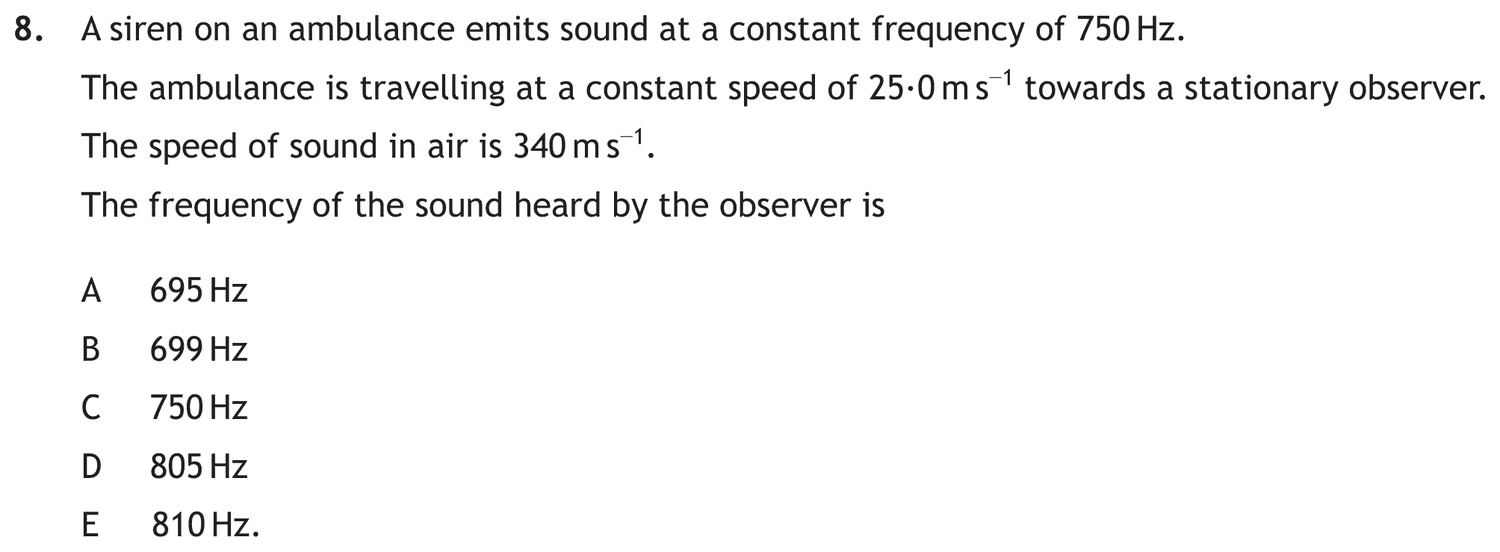 8. A siren on an ambulance emits sound at a constant frequency of 750 Hz.
The ambulance is travelling at a constant speed of 25·0 m s⁻¹ towards a stationary observer.
The speed of sound in air is 340 m s⁻¹.
The frequency of the sound heard by the observer is
A 695 Hz
B 699 Hz
C 750 Hz
D 805 Hz
E 810 Hz.